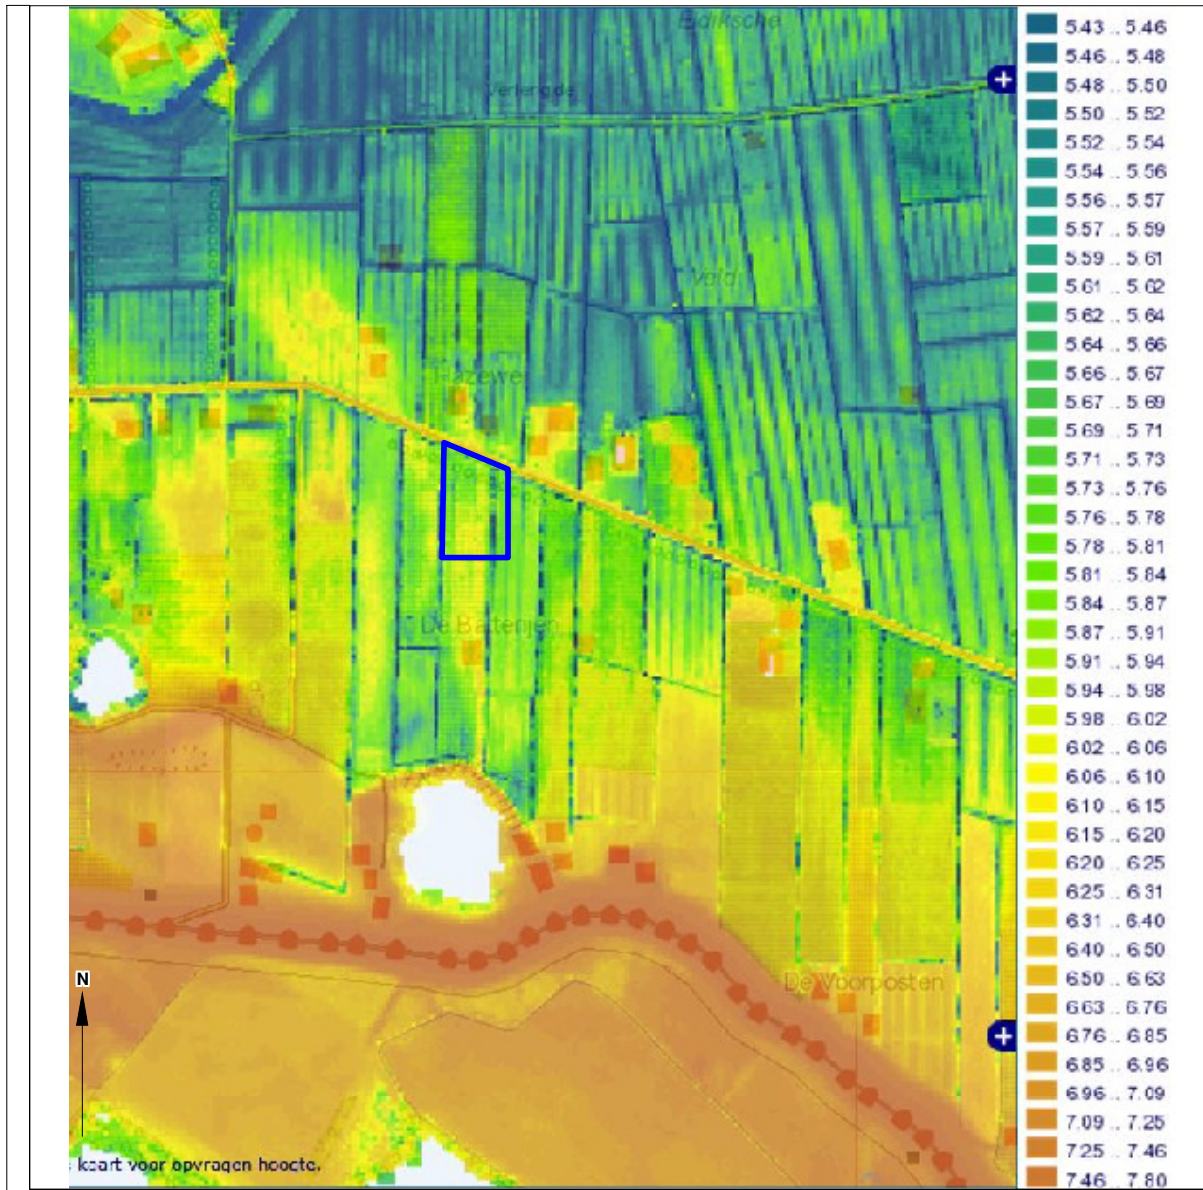 Eldiksche
Verlengde
Veld
Hazewe
De Batterijen
De Voorposten
N
kaart voor opvragen hoogte.
5.43 .. 5.46
5.46 .. 5.48
5.48 .. 5.50
5.50 .. 5.52
5.52 .. 5.54
5.54 .. 5.56
5.56 .. 5.57
5.57 .. 5.59
5.59 .. 5.61
5.61 .. 5.62
5.62 .. 5.64
5.64 .. 5.66
5.66 .. 5.67
5.67 .. 5.69
5.69 .. 5.71
5.71 .. 5.73
5.73 .. 5.76
5.76 .. 5.78
5.78 .. 5.81
5.81 .. 5.84
5.84 .. 5.87
5.87 .. 5.91
5.91 .. 5.94
5.94 .. 5.98
5.98 .. 6.02
6.02 .. 6.06
6.06 .. 6.10
6.10 .. 6.15
6.15 .. 6.20
6.20 .. 6.25
6.25 .. 6.31
6.31 .. 6.40
6.40 .. 6.50
6.50 .. 6.63
6.63 .. 6.76
6.76 .. 6.85
6.85 .. 6.96
6.96 .. 7.09
7.09 .. 7.25
7.25 .. 7.46
7.46 .. 7.80